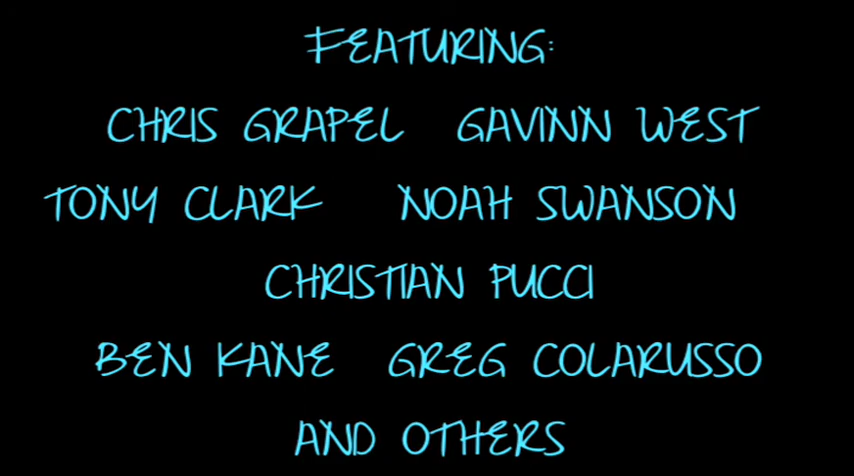 FEATURING:
CHRIS GRAPEL GAVINN WEST
TONY CLARK NOAH SWANSON
CHRISTIAN PUCCI
BEN KANE GREG COLARUSSO
AND OTHERS